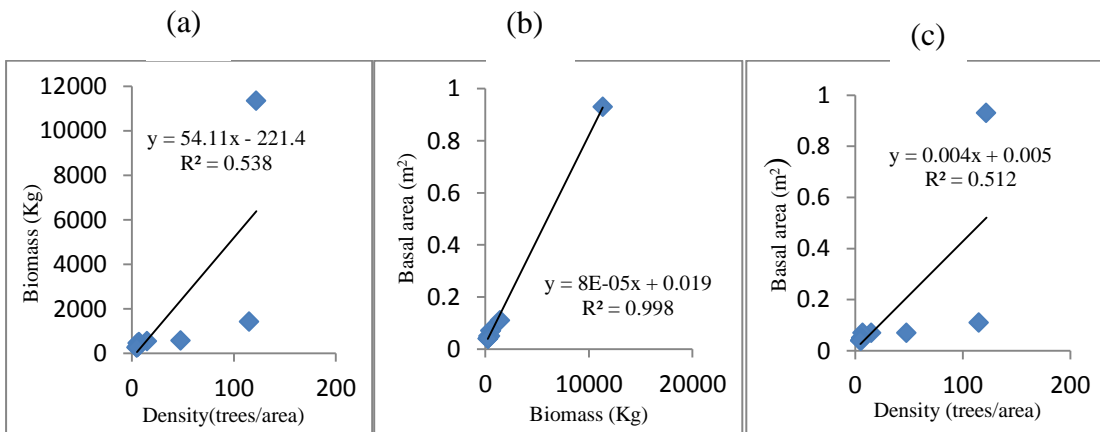 (a)
12000
10000
8000
6000
4000
2000
0
Biomass (Kg)
y = 54.11x - 221.4
R² = 0.538
0 100 200
Density(trees/area)
(b)
1
0.8
0.6
0.4
0.2
0
Basal area (m²)
y = 8E-05x + 0.019
R² = 0.998
0 10000 20000
Biomass (Kg)
(c)
1
0.8
0.6
0.4
0.2
0
Basal area (m²)
y = 0.004x + 0.005
R² = 0.512
0 100 200
Density (trees/area)